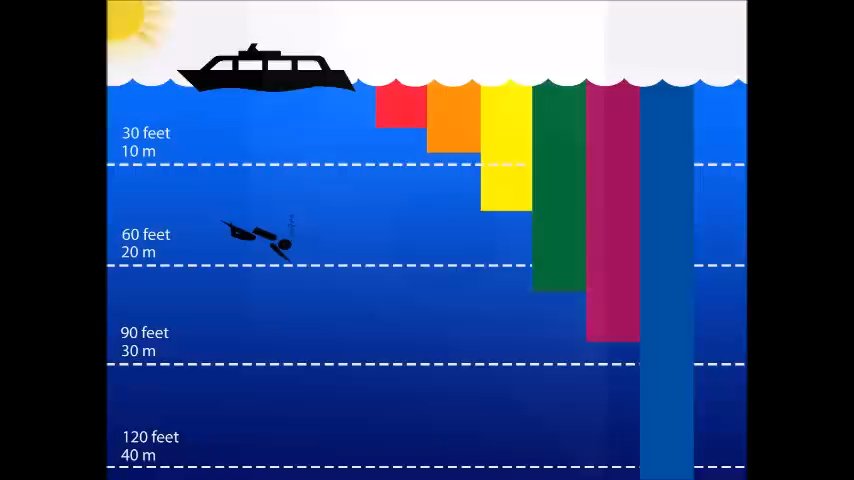 30 feet
10 m
60 feet
20 m
90 feet
30 m
120 feet
40 m